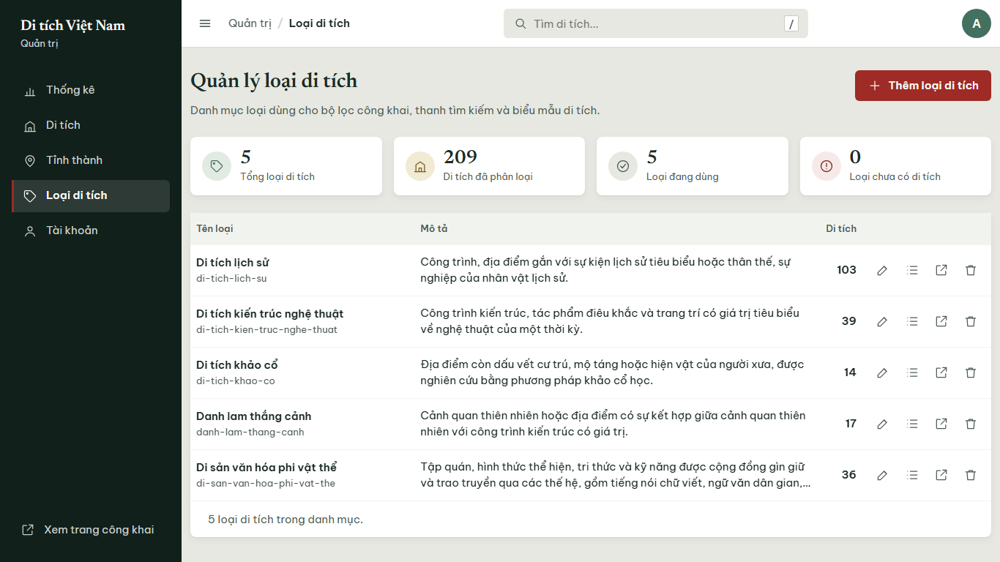 Di tích Việt Nam
Quản trị
Thống kê
Di tích
Tỉnh thành
Loại di tích
Tài khoản
Xem trang công khai
Quản trị / Loại di tích
Tìm di tích...
/
A
Quản lý loại di tích
Danh mục loại dùng cho bộ lọc công khai, thanh tìm kiếm và biểu mẫu di tích.
Thêm loại di tích
5
Tổng loại di tích
209
Di tích đã phân loại
5
Loại đang dùng
0
Loại chưa có di tích
Tên loại Mô tả Di tích
Di tích lịch sử
di-tich-lich-su
Công trình, địa điểm gắn với sự kiện lịch sử tiêu biểu hoặc thân thế, sự
nghiệp của nhân vật lịch sử.
103
Di tích kiến trúc nghệ thuật
di-tich-kien-truc-nghe-thuat
Công trình kiến trúc, tác phẩm điêu khắc và trang trí có giá trị tiêu biểu
về nghệ thuật của một thời kỳ.
39
Di tích khảo cổ
di-tich-khao-co
Địa điểm còn dấu vết cư trú, mộ táng hoặc hiện vật của người xưa, được
nghiên cứu bằng phương pháp khảo cổ học.
14
Danh lam thắng cảnh
danh-lam-thang-canh
Cảnh quan thiên nhiên hoặc địa điểm có sự kết hợp giữa cảnh quan thiên
nhiên với công trình kiến trúc có giá trị.
17
Di sản văn hóa phi vật thể
di-san-van-hoa-phi-vat-the
Tập quán, hình thức thể hiện, tri thức và kỹ năng được cộng đồng gìn giữ
và trao truyền qua các thế hệ, gồm tiếng nói chữ viết, ngữ văn dân gian,...
36
5 loại di tích trong danh mục.